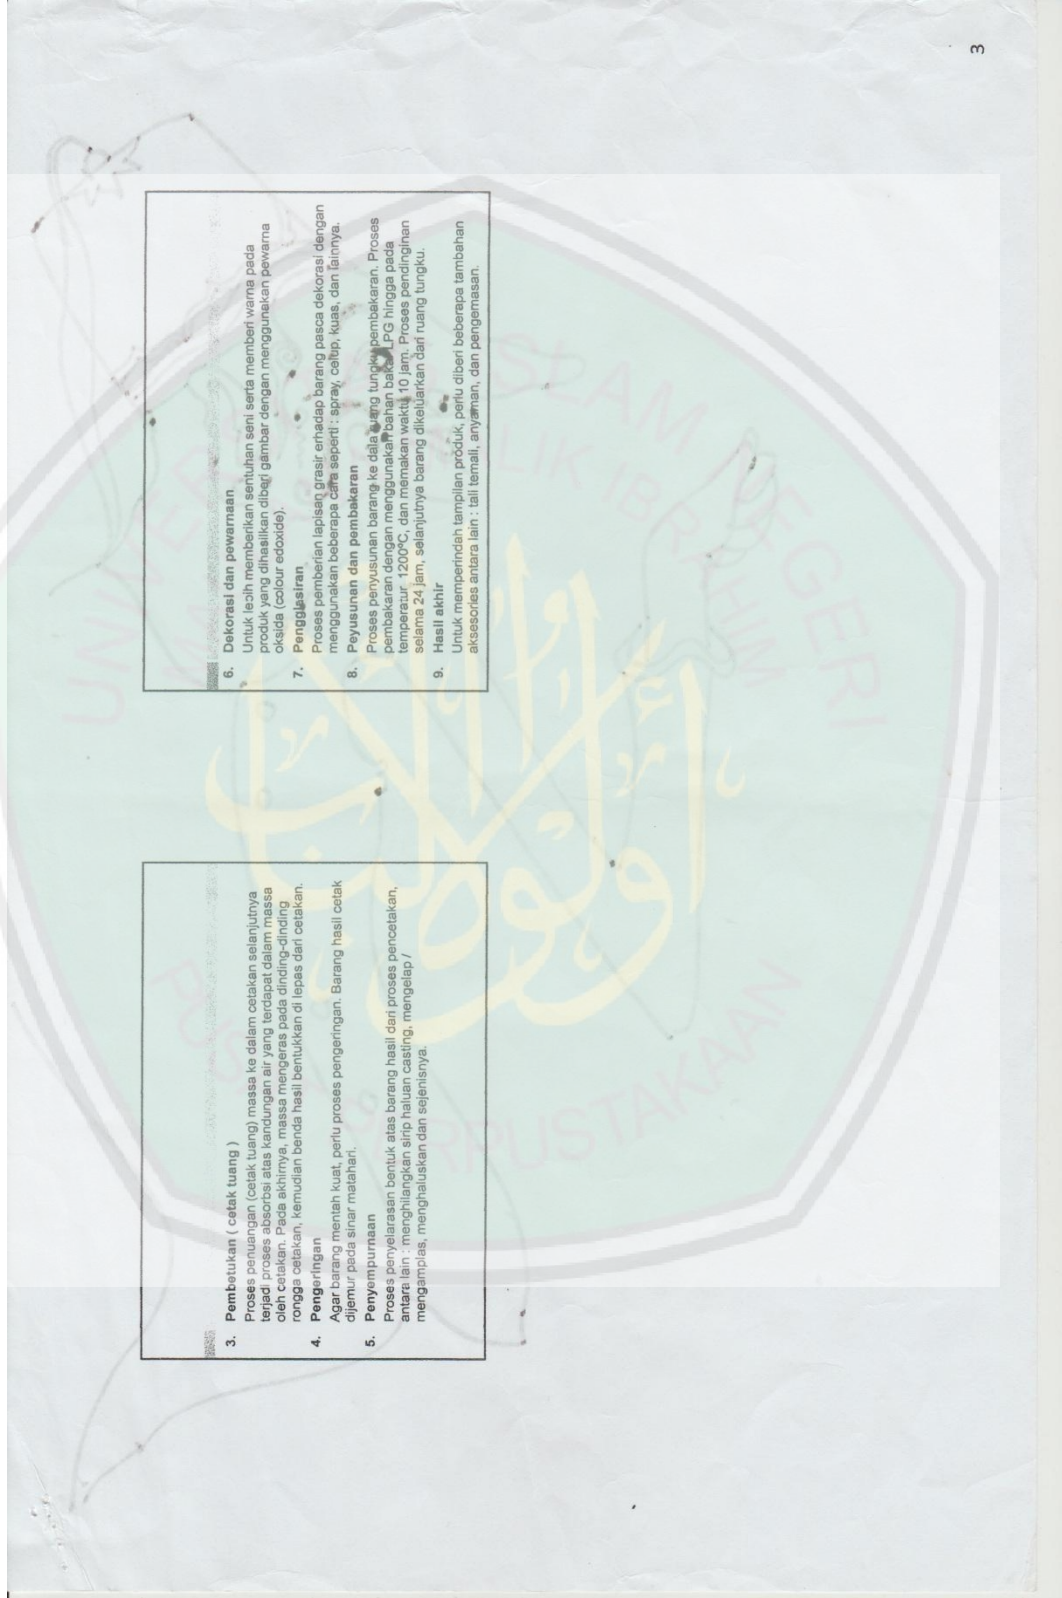 3. Pembetukan ( cetak tuang )
Proses penuangan (cetak tuang) massa ke dalam cetakan selanjutnya
terjadi proses absorbsi atas kandungan air yang terdapat dalam massa
oleh cetakan. Pada akhirnya, massa mengeras pada dinding-dinding
rongga cetakan, kemudian benda hasil bentukkan di lepas dari cetakan.
4. Pengeringan
Agar barang mentah kuat, perlu proses pengeringan. Barang hasil cetak
dijemur pada sinar matahari.
5. Penyempurnaan
Proses penyelarasan bentuk atas barang hasil dari proses pencetakan,
antara lain : menghilangkan sirip haluan casting, mengelap /
mengamplas, menghaluskan dan sejenisnya.
6. Dekorasi dan pewarnaan
Untuk lebih memberikan sentuhan seni serta memberi warna pada
produk yang dihasilkan diberi gambar dengan menggunakan pewarna
oksida (colour edoxide).
7. Pengglasiran
Proses pemberian lapisan grasir erhadap barang pasca dekorasi dengan
menggunakan beberapa cara seperti : spray, celup, kuas, dan lainnya.
8. Peyusunan dan pembakaran
Proses penyusunan barang ke dala ruang tungku pembakaran. Proses
pembakaran dengan menggunakan bahan bakar LPG hingga pada
temperatur 1200°C, dan memakan waktu 10 jam. Proses pendinginan
selama 24 jam, selanjutnya barang dikeluarkan dari ruang tungku.
9. Hasil akhir
Untuk memperindah tampilan produk, perlu diberi beberapa tambahan
aksesories antara lain : tali temali, anyaman, dan pengemasan.
3